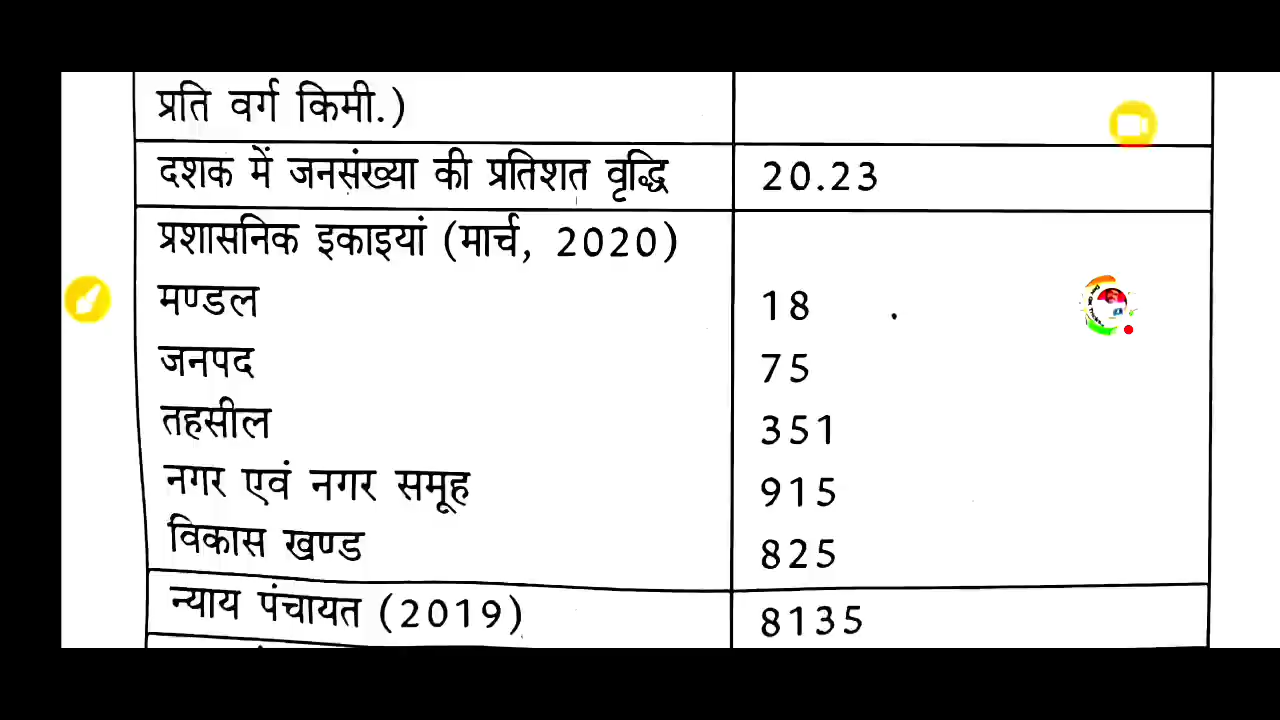 प्रति वर्ग किमी.)
दशक में जनसंख्या की प्रतिशत वृद्धि 20.23
प्रशासनिक इकाइयां (मार्च, 2020)
मण्डल 18
जनपद 75
तहसील 351
नगर एवं नगर समूह 915
विकास खण्ड 825
न्याय पंचायत (2019) 8135